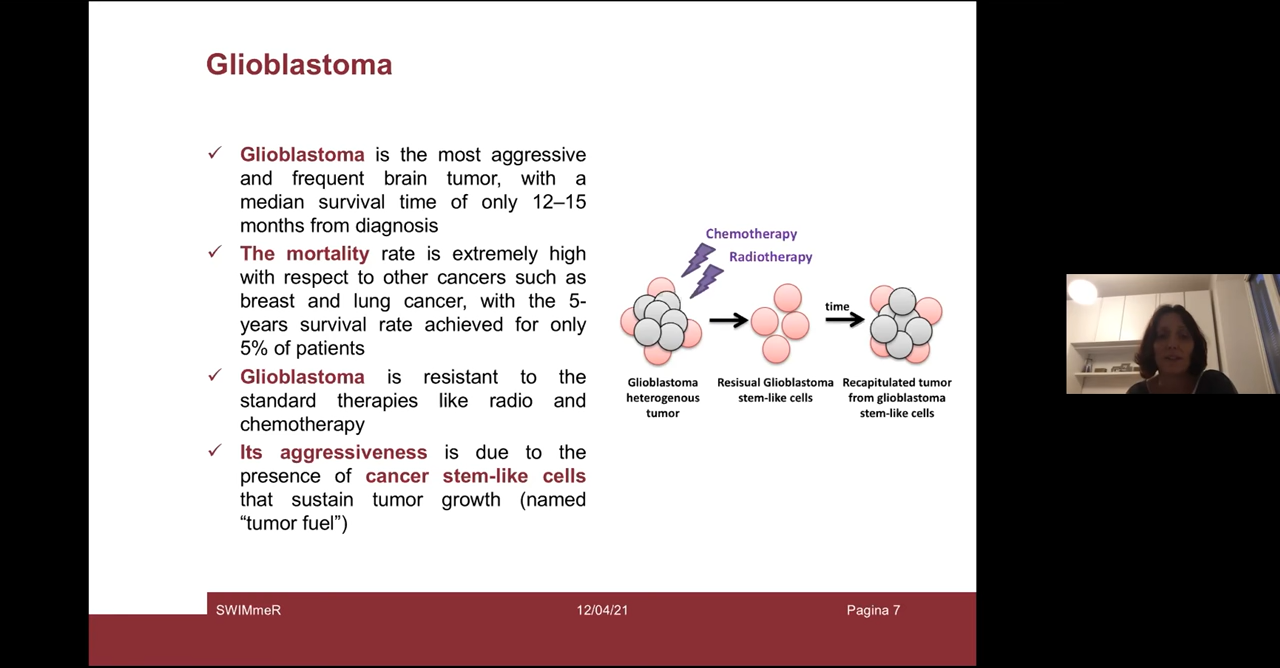 Glioblastoma
✓ Glioblastoma is the most aggressive
and frequent brain tumor, with a
median survival time of only 12–15
months from diagnosis
✓ The mortality rate is extremely high
with respect to other cancers such as
breast and lung cancer, with the 5-
years survival rate achieved for only
5% of patients
✓ Glioblastoma is resistant to the
standard therapies like radio and
chemotherapy
✓ Its aggressiveness is due to the
presence of cancer stem-like cells
that sustain tumor growth (named
“tumor fuel”)
Chemotherapy
Radiotherapy
time
Glioblastoma
heterogenous
tumor
Resisual Glioblastoma
stem-like cells
Recapitulated tumor
from glioblastoma
stem-like cells
SWIMmeR
12/04/21
Pagina 7